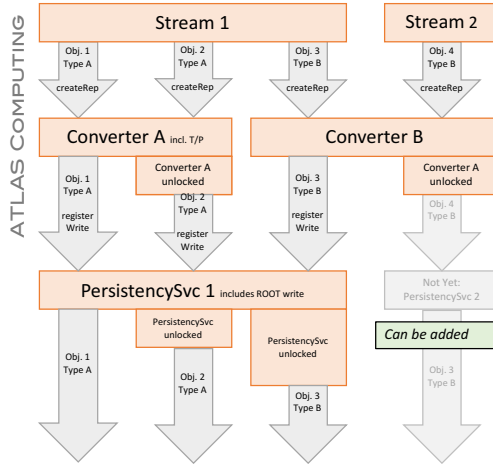 ATLAS COMPUTING
Stream 1
Stream 2
Obj. 1
Type A
createRep
Obj. 2
Type A
createRep
Obj. 3
Type B
createRep
Obj. 4
Type B
createRep
Converter A incl. T/P
Converter B
Obj. 1
Type A
register
Write
Converter A
unlocked
Obj. 2
Type A
register
Write
Obj. 3
Type B
register
Write
Converter A
unlocked
Obj. 4
Type B
PersistencySvc 1 includes ROOT write
Not Yet:
PersistencySvc 2
Obj. 1
Type A
PersistencySvc
unlocked
Obj. 2
Type A
PersistencySvc
unlocked
Obj. 3
Type B
Can be added
Obj. 3
Type B